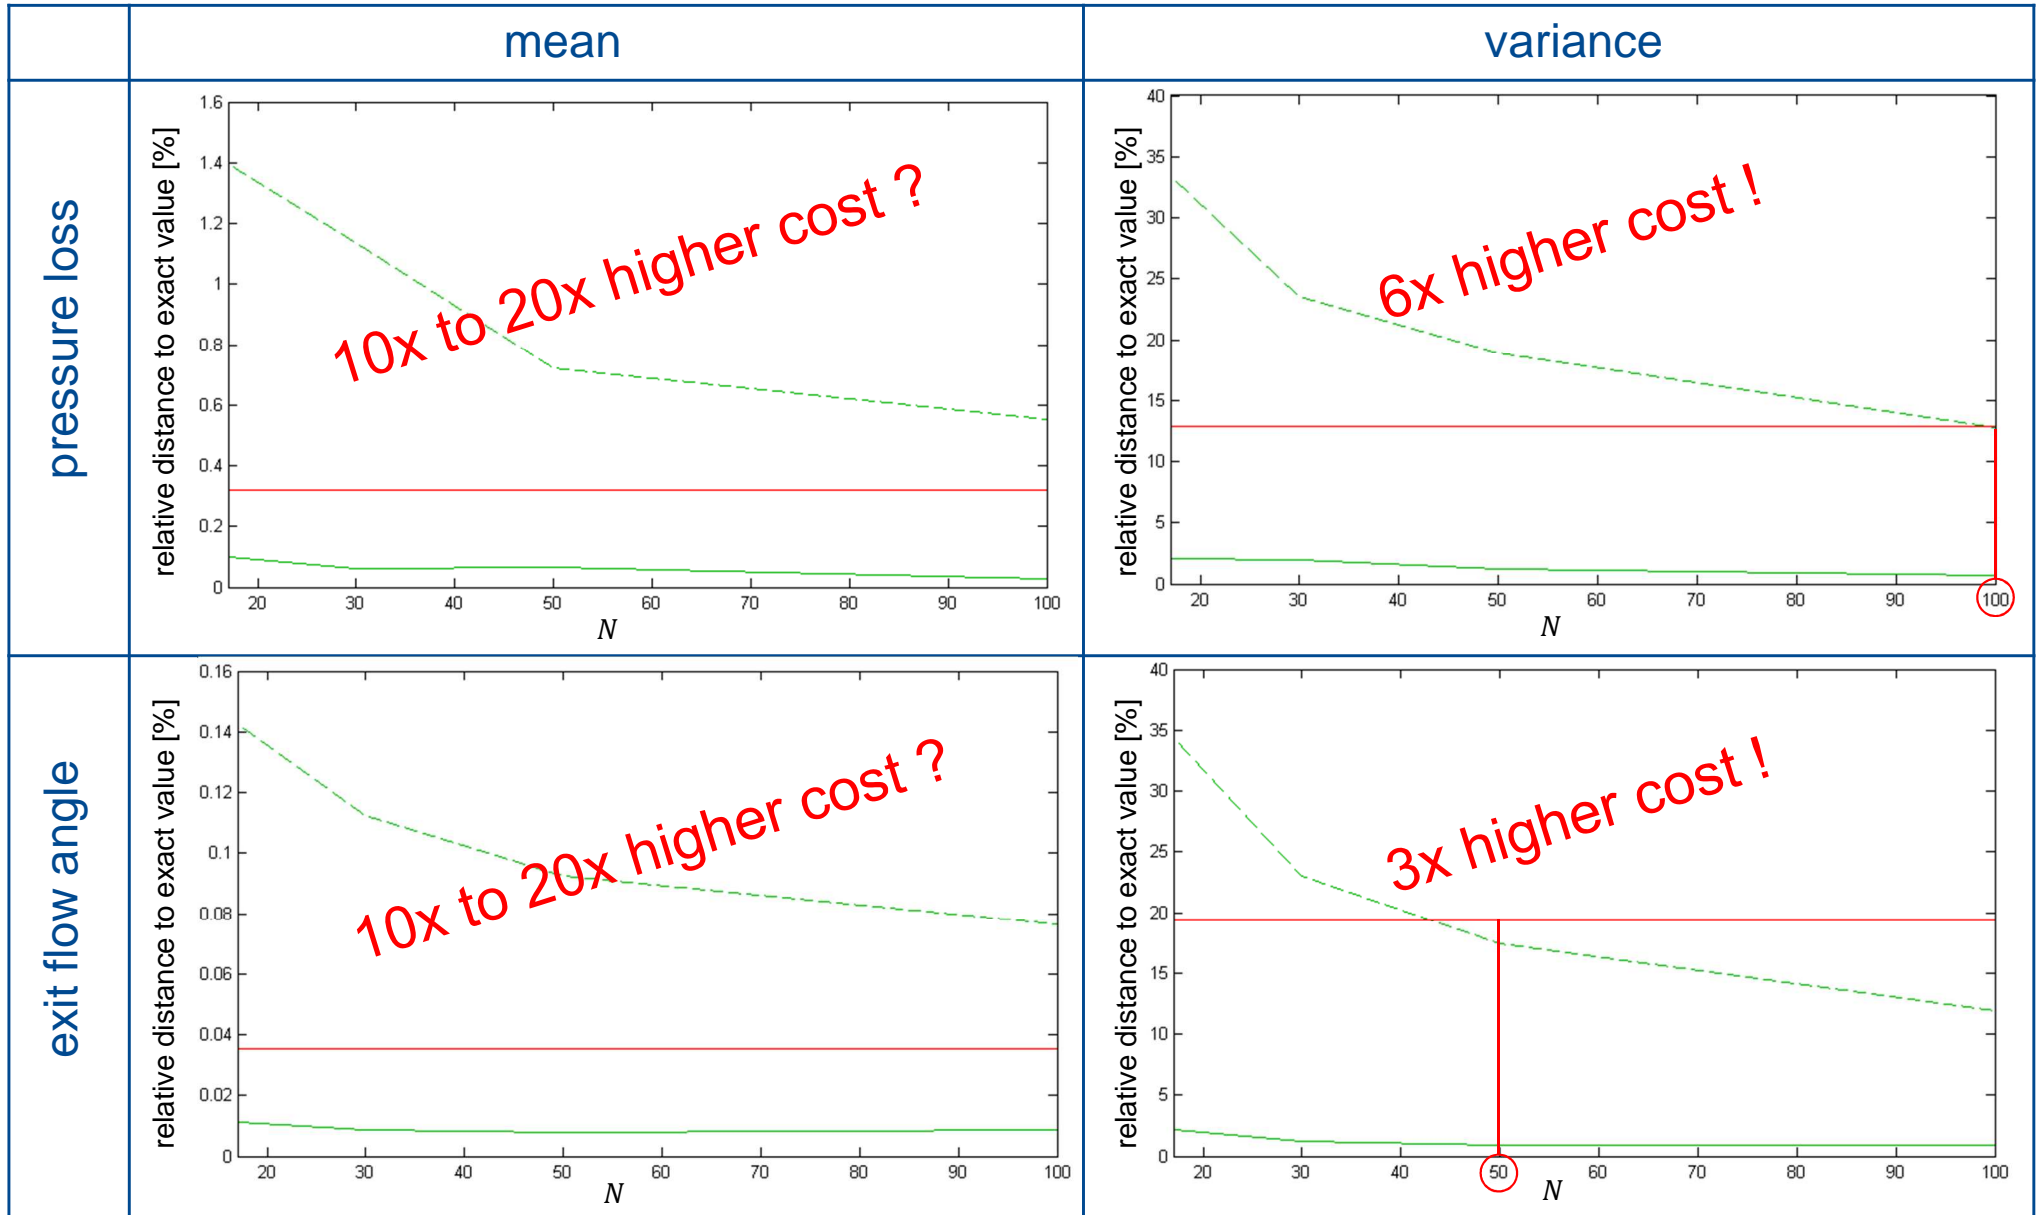 mean
variance
pressure loss
relative distance to exact value [%]
1.6
1.4
1.2
1
0.8
0.6
0.4
0.2
0
20 30 40 50 60 70 80 90 100
N
10x to 20x higher cost ?
relative distance to exact value [%]
40
35
30
25
20
15
10
5
0
20 30 40 50 60 70 80 90 100
N
6x higher cost !
exit flow angle
relative distance to exact value [%]
0.16
0.14
0.12
0.1
0.08
0.06
0.04
0.02
0
20 30 40 50 60 70 80 90 100
N
10x to 20x higher cost ?
relative distance to exact value [%]
40
35
30
25
20
15
10
5
0
20 30 40 50 60 70 80 90 100
N
3x higher cost !